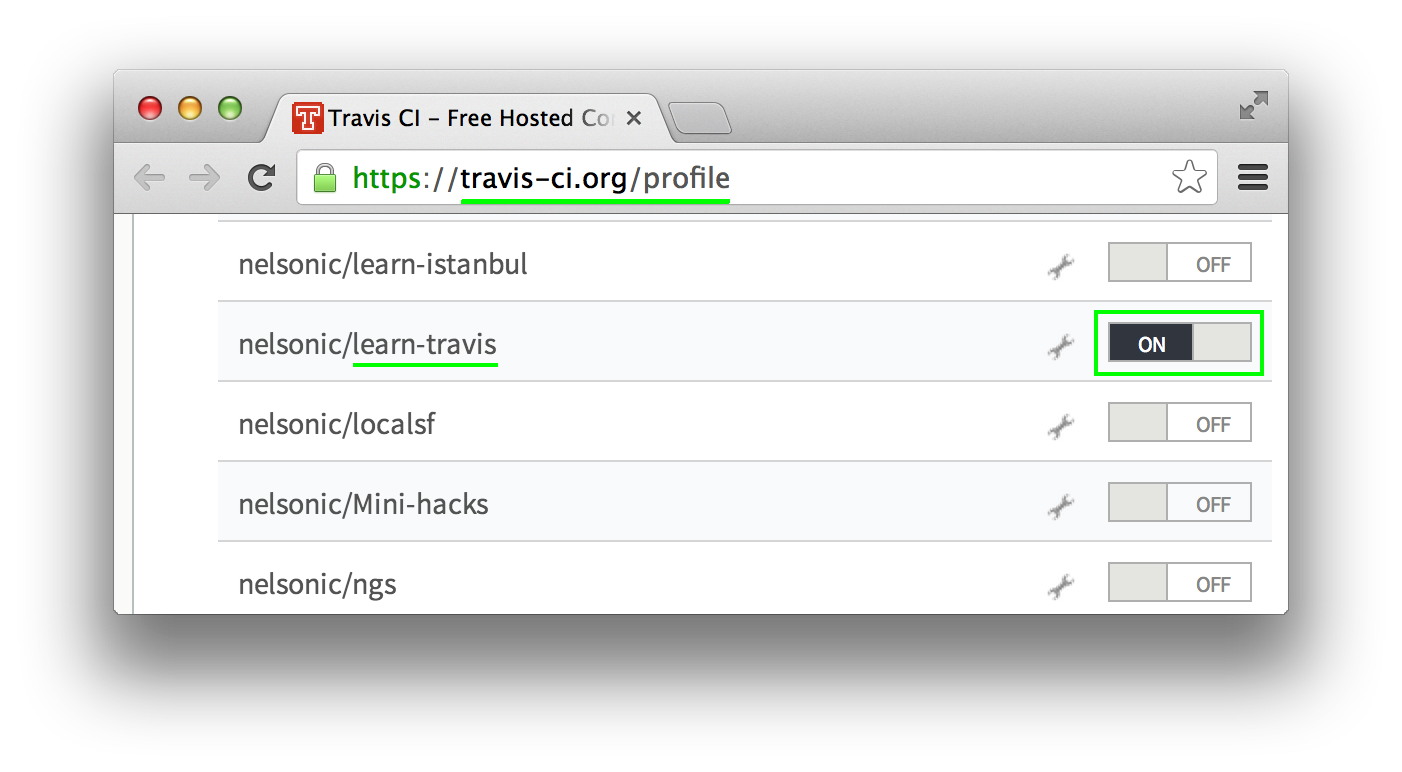 Travis CI – Free Hosted Co
https://travis-ci.org/profile
nelsonic/learn-istanbul OFF
nelsonic/learn-travis ON
nelsonic/localsf OFF
nelsonic/Mini-hacks OFF
nelsonic/ngs OFF